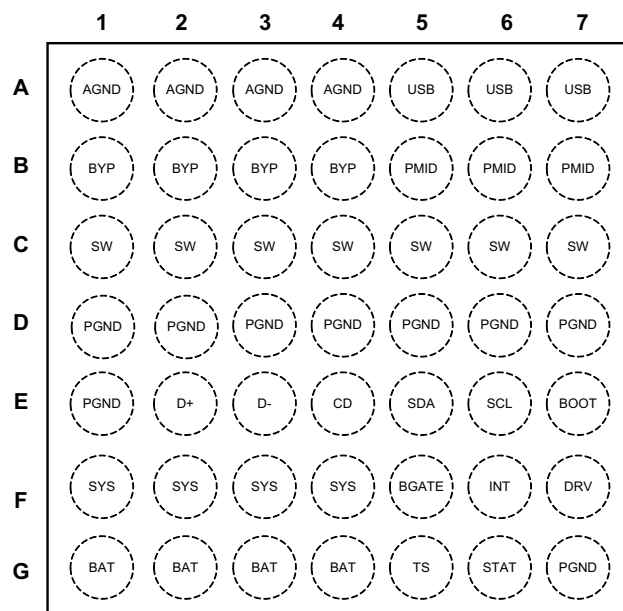 1 2 3 4 5 6 7
A AGND AGND AGND AGND USB USB USB
B BYP BYP BYP BYP PMID PMID PMID
C SW SW SW SW SW SW SW
D PGND PGND PGND PGND PGND PGND PGND
E PGND D+ D- CD SDA SCL BOOT
F SYS SYS SYS SYS BGATE INT DRV
G BAT BAT BAT BAT TS STAT PGND